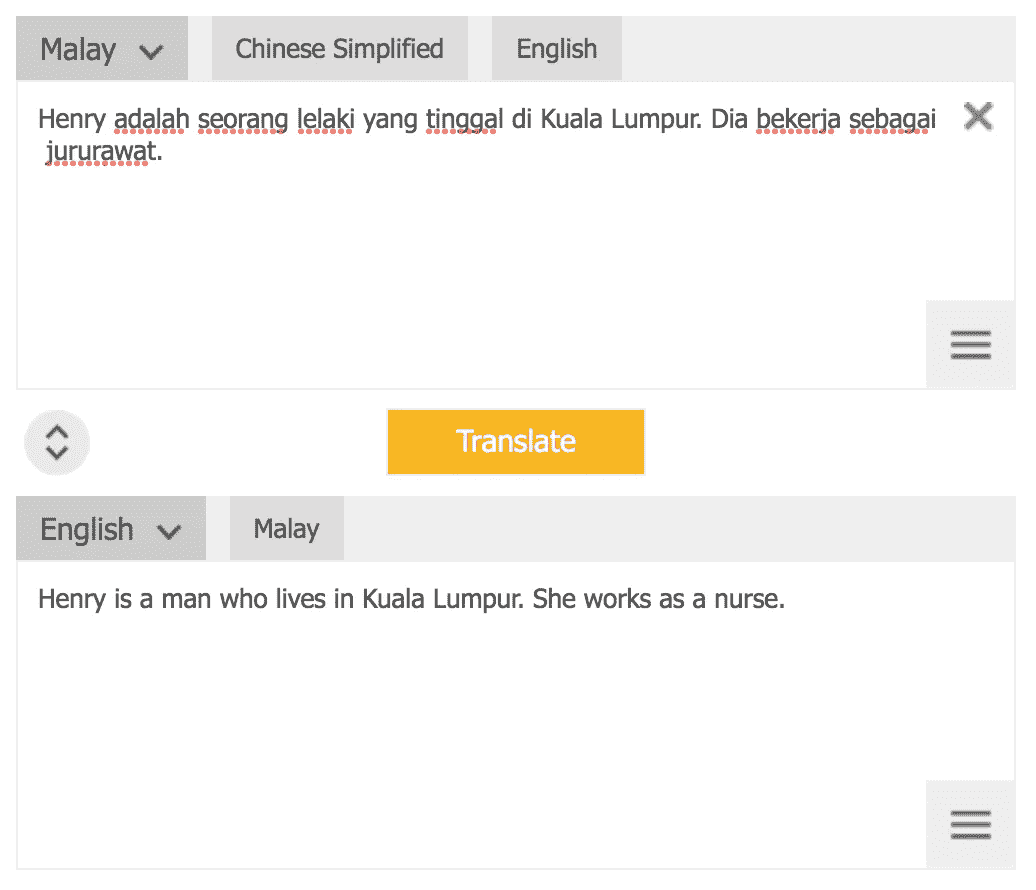 Malay
Chinese Simplified
English
Henry adalah seorang lelaki yang tinggal di Kuala Lumpur. Dia bekerja sebagai
jururawat.
Translate
English
Malay
Henry is a man who lives in Kuala Lumpur. She works as a nurse.